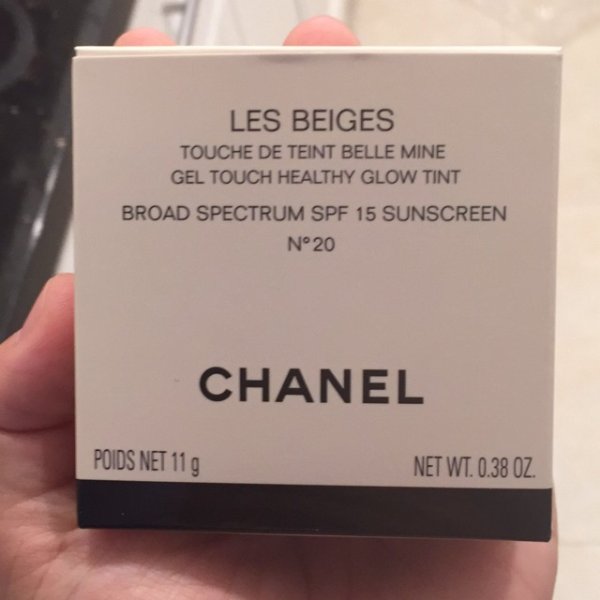 LES BEIGES
TOUCHE DE TEINT BELLE MINE
GEL TOUCH HEALTHY GLOW TINT
BROAD SPECTRUM SPF 15 SUNSCREEN
N°20
CHANEL
POIDS NET 11 g NET WT. 0.38 OZ.